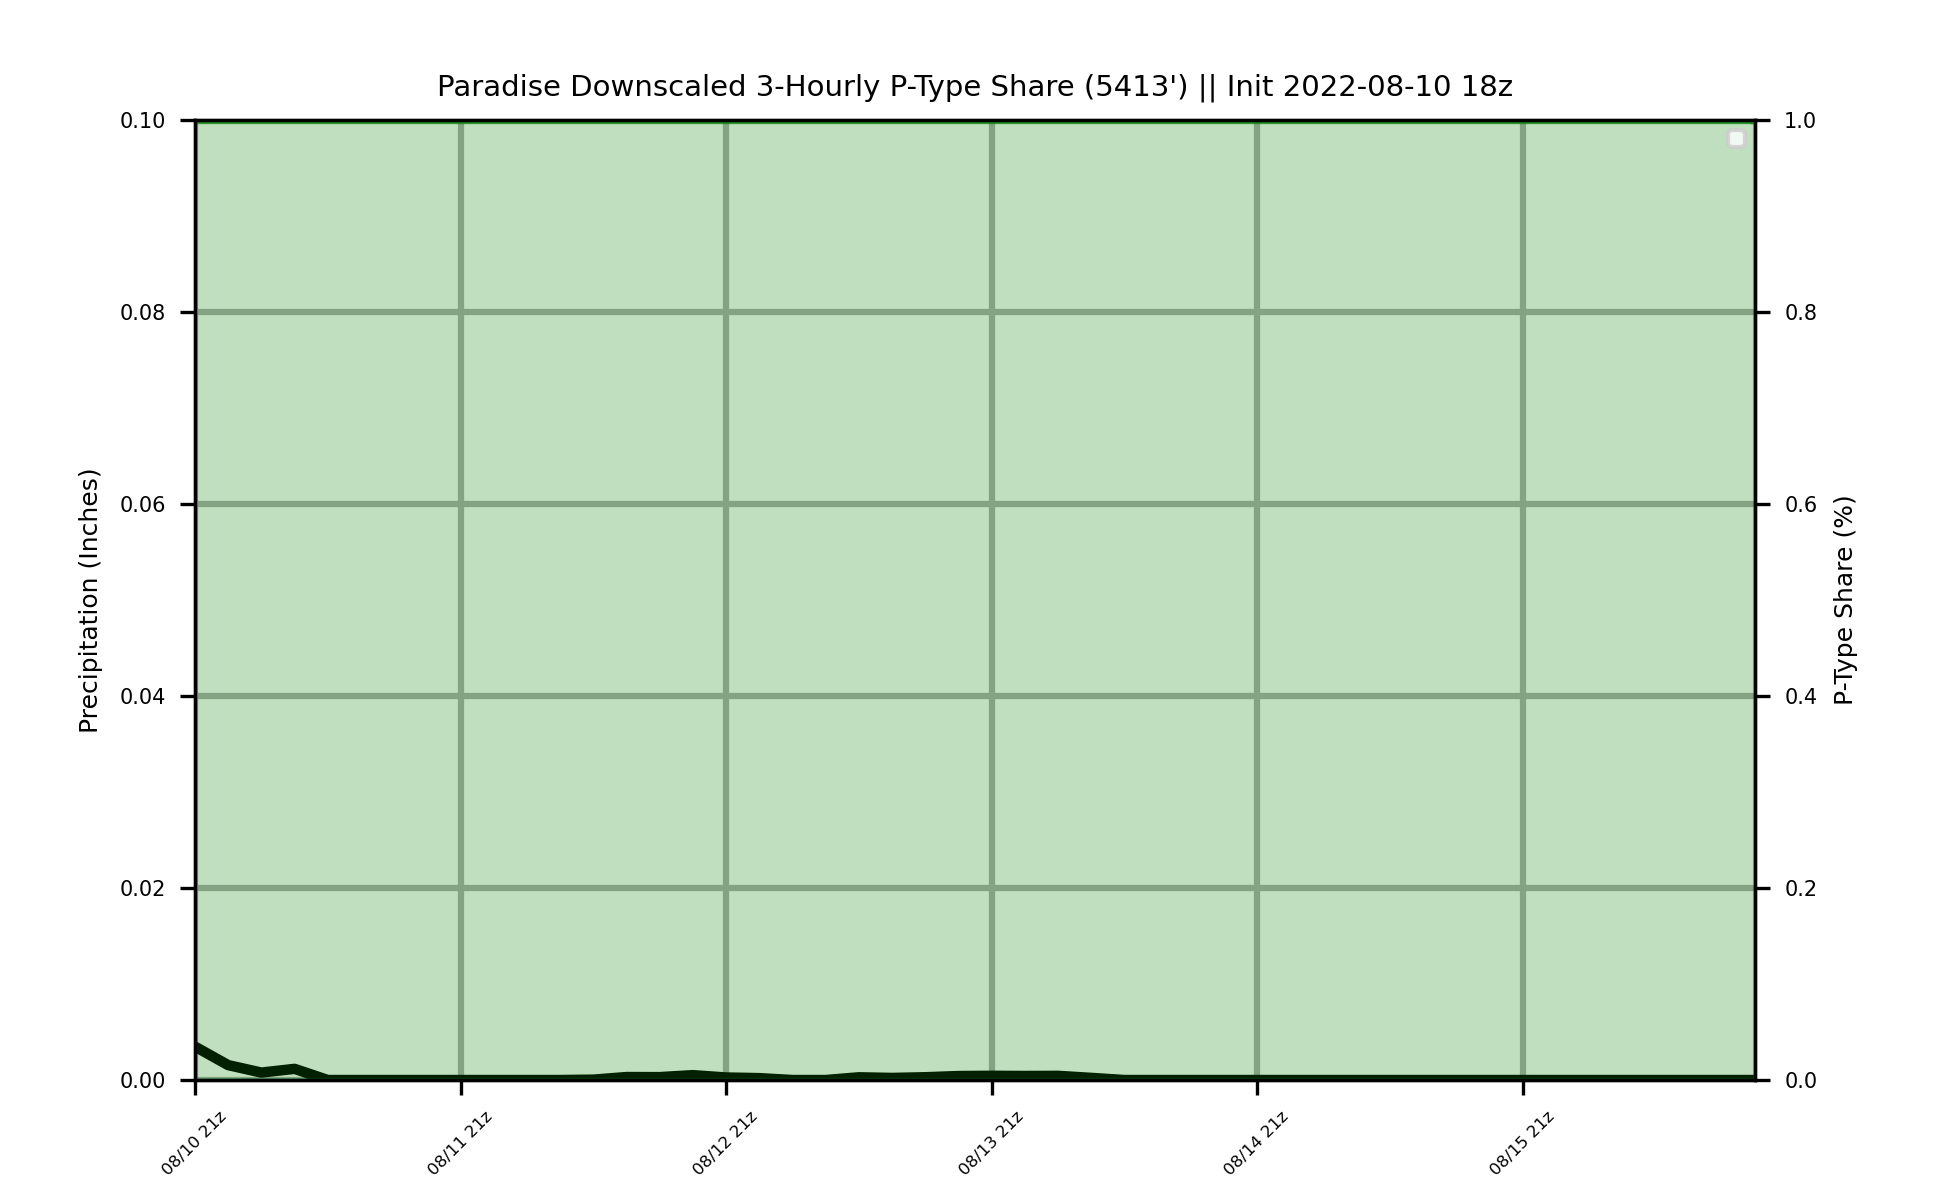 Paradise Downscaled 3-Hourly P-Type Share (5413') || Init 2022-08-10 18z
0.10
0.08
0.06
0.04
0.02
0.00
Precipitation (Inches)
1.0
0.8
0.6
0.4
0.2
0.0
P-Type Share (%)
08/10 21z
08/11 21z
08/12 21z
08/13 21z
08/14 21z
08/15 21z